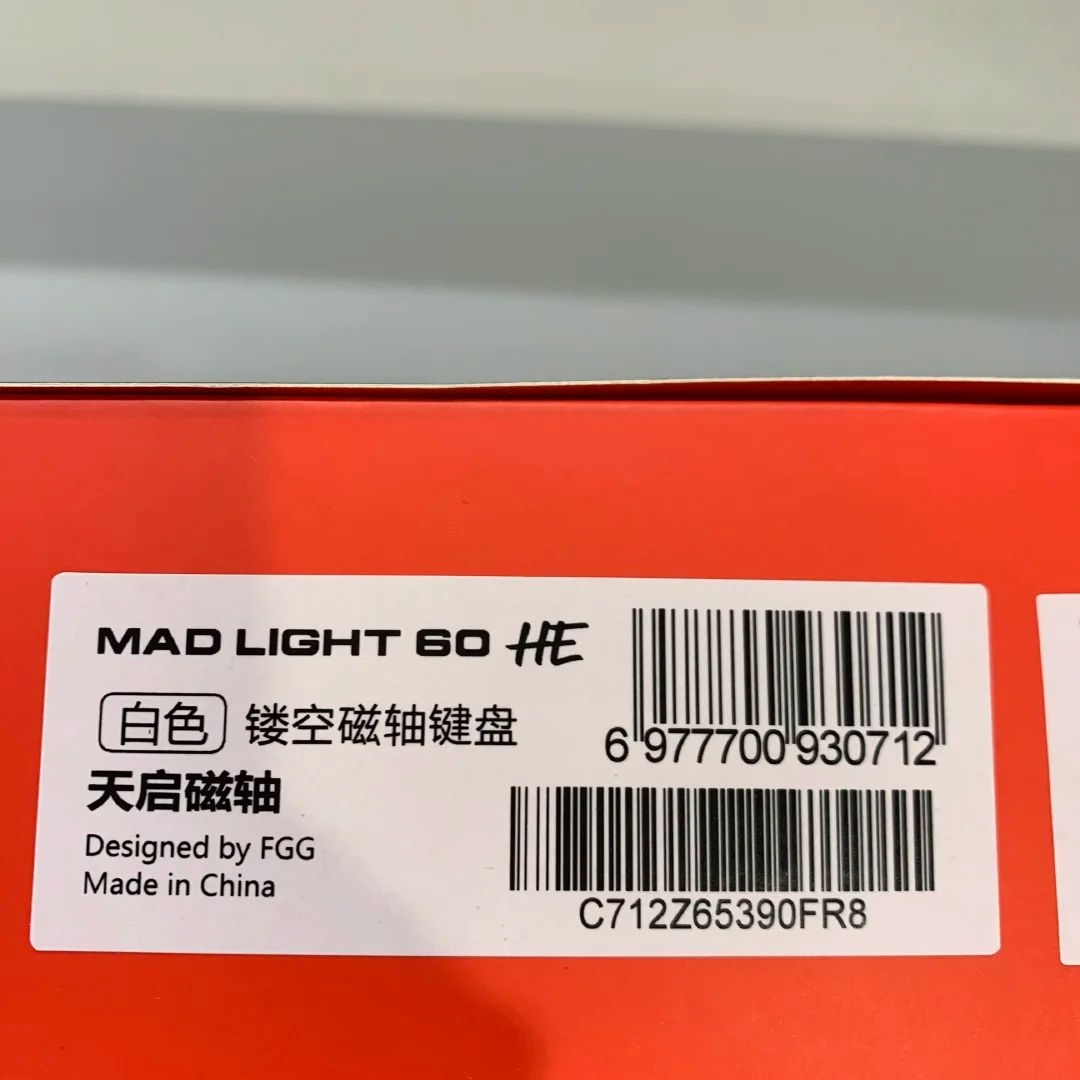 MAD LIGHT 60 HE
白色 镂空磁轴键盘
天启磁轴
Designed by FGG
Made in China
6 977700 930712
C712Z65390FR8